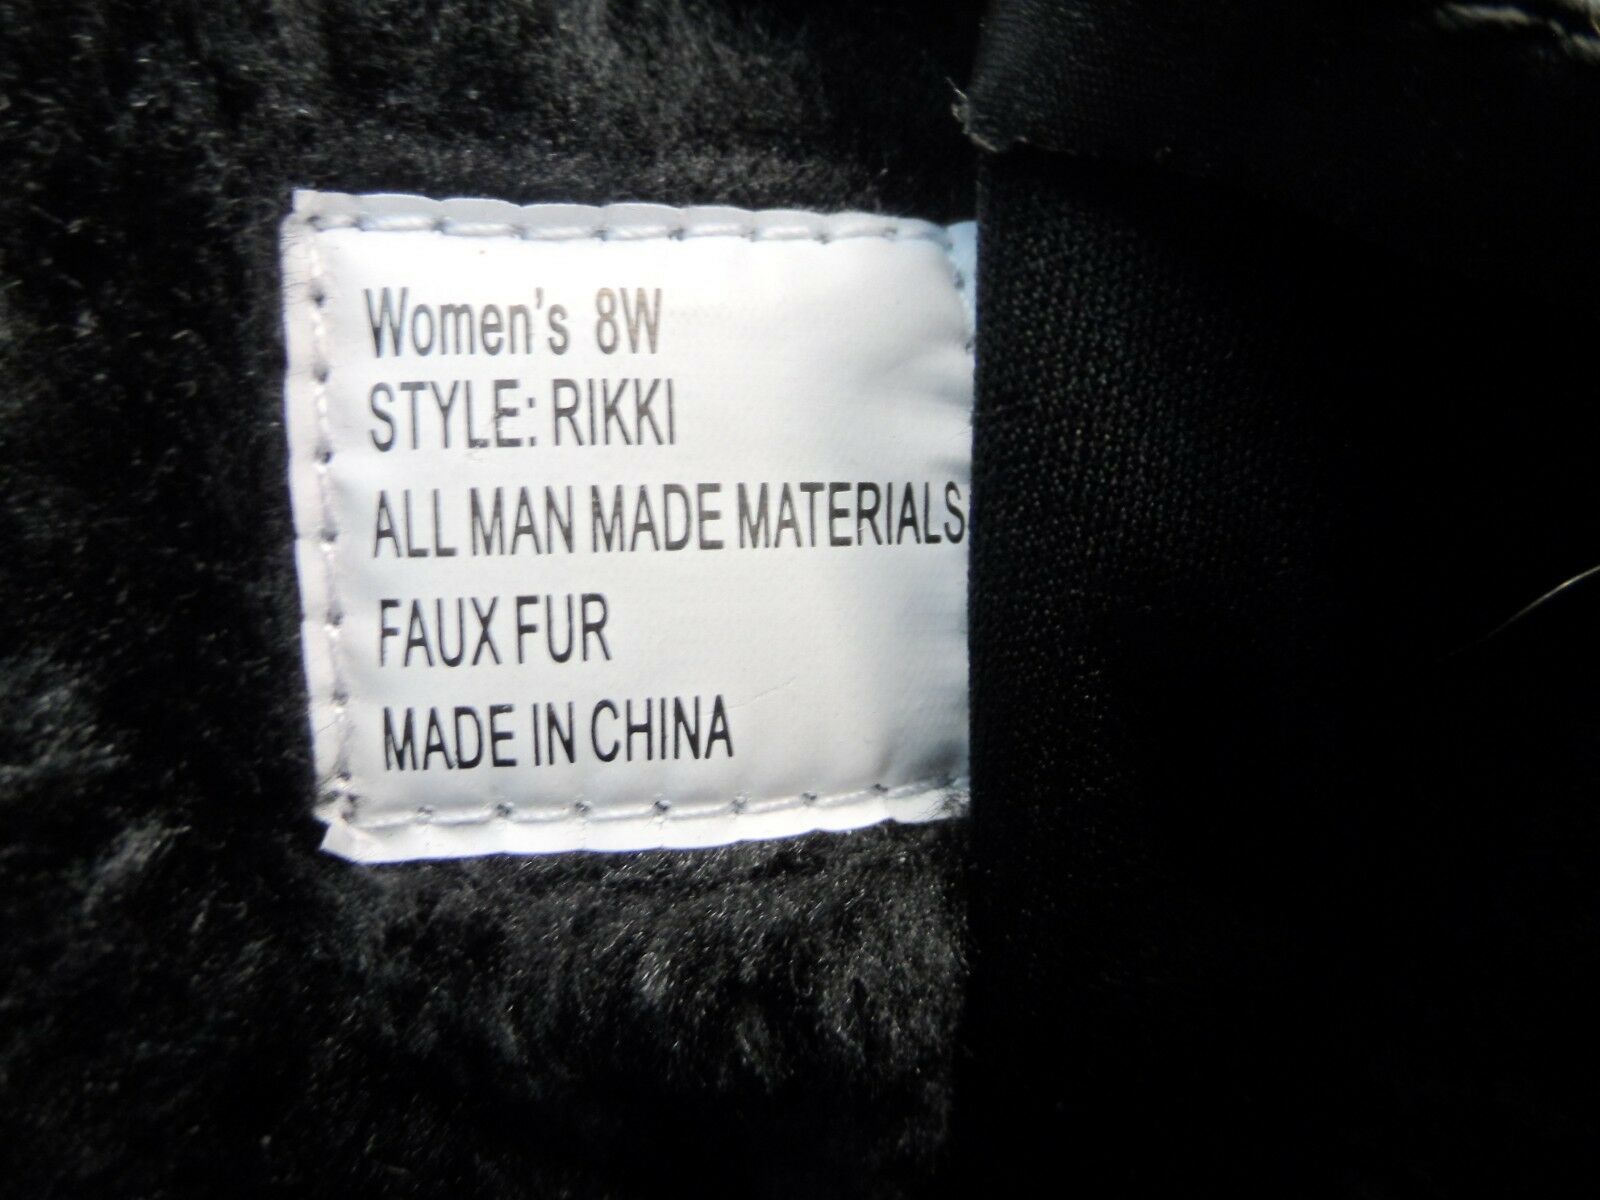 Women's 8W
STYLE: RIKKI
ALL MAN MADE MATERIALS
FAUX FUR
MADE IN CHINA